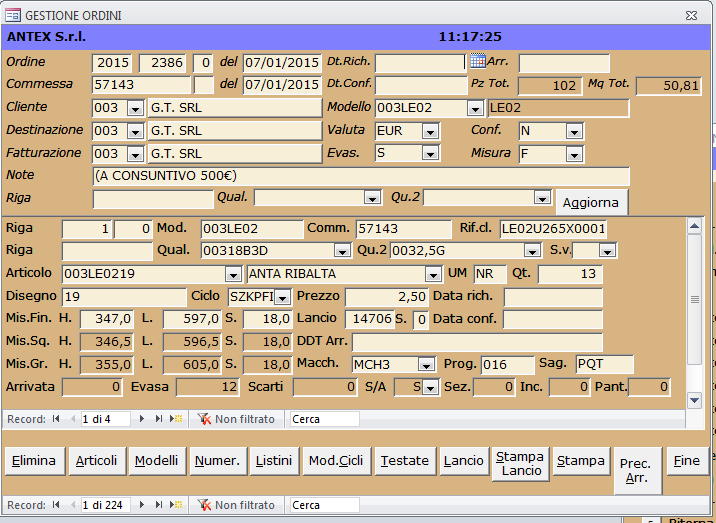 GESTIONE ORDINI
ANTEX S.r.l. 11:17:25
Ordine 2015 2386 0 del 07/01/2015 Dt.Rich. Arr.
Commessa 57143 del 07/01/2015 Dt.Conf. Pz Tot. 102 Mq Tot. 50,81
Cliente 003 G.T. SRL Modello 003LE02 LE02
Destinazione 003 G.T. SRL Valuta EUR Conf. N
Fatturazione 003 G.T. SRL Evas. S Misura F
Note (A CONSUNTIVO 500€)
Riga Qual. Qu.2 Aggiorna
Riga 1 0 Mod. 003LE02 Comm. 57143 Rif.cl. LE02U265X0001
Riga Qual. 00318B3D Qu.2 0032,5G S.v.
Articolo 003LE0219 ANTA RIBALTA UM NR Qt. 13
Disegno 19 Ciclo SZKPFI Prezzo 2,50 Data rich.
Mis.Fin. H. 347,0 L. 597,0 S. 18,0 Lancio 14706 S. 0 Data conf.
Mis.Sq. H. 346,5 L. 596,5 S. 18,0 DDT Arr.
Mis.Gr. H. 355,0 L. 605,0 S. 18,0 Macch. MCH3 Prog. 016 Sag. PQT
Arrivata 0 Evasa 12 Scarti 0 S/A S Sez. 0 Inc. 0 Pant. 0
Record: 1 di 4 Non filtrato Cerca
Elimina Articoli Modelli Numer. Listini Mod.Cicli Testate Lancio Stampa Lancio Stampa Prec. Arr. Fine
Record: 1 di 224 Non filtrato Cerca